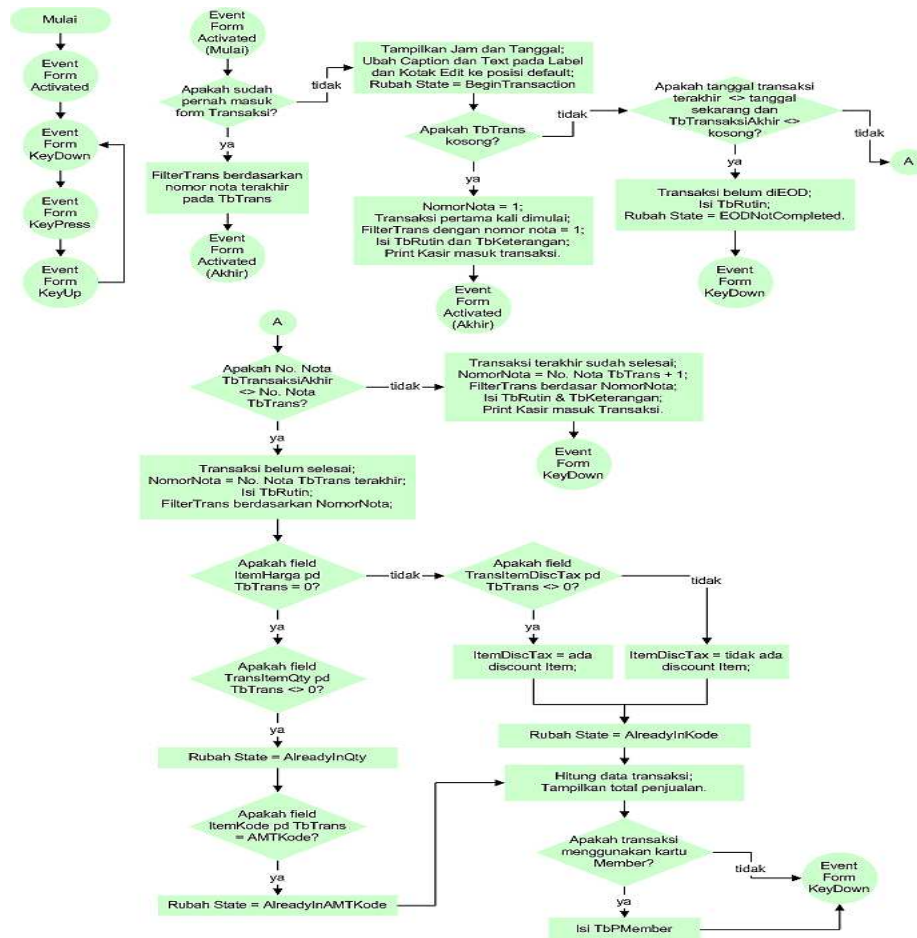 Mulai
Event
Form
Activated
Event
Form
KeyDown
Event
Form
KeyPress
Event
Form
KeyUp
Event
Form
Activated
(Mulai)
Apakah sudah
pernah masuk
form Transaksi?
tidak
ya
FilterTrans berdasarkan
nomor nota terakhir
pada TbTrans
Event
Form
Activated
(Akhir)
Tampilkan Jam dan Tanggal;
Ubah Caption dan Text pada Label
dan Kotak Edit ke posisi default;
Rubah State = BeginTransaction
Apakah TbTrans
kosong?
tidak
ya
NomorNota = 1;
Transaksi pertama kali dimulai;
FilterTrans dengan nomor nota = 1;
Isi TbRutin dan TbKeterangan;
Print Kasir masuk transaksi.
Event
Form
Activated
(Akhir)
Apakah tanggal transaksi
terakhir <> tanggal
sekarang dan
TbTransaksiAkhir <>
kosong?
tidak
A
ya
Transaksi belum diEOD;
Isi TbRutin;
Rubah State = EODNotCompleted.
Event
Form
KeyDown
A
Apakah No. Nota
TbTransaksiAkhir
<> No. Nota
TbTrans?
tidak
Transaksi terakhir sudah selesai;
NomorNota = No. Nota TbTrans + 1;
FilterTrans berdasar NomorNota;
Isi TbRutin & TbKeterangan;
Print Kasir masuk Transaksi.
Event
Form
KeyDown
ya
Transaksi belum selesai;
NomorNota = No. Nota TbTrans terakhir;
Isi TbRutin;
FilterTrans berdasarkan NomorNota;
Apakah field
ItemHarga pd
TbTrans = 0?
tidak
Apakah field
TransItemDiscTax pd
TbTrans <> 0?
tidak
ya
ya
ItemDiscTax = ada
discount Item;
ItemDiscTax = tidak ada
discount Item;
Apakah field
TransItemQty pd
TbTrans <> 0?
ya
Rubah State = AlreadyInQty
Rubah State = AlreadyInKode
Hitung data transaksi;
Tampilkan total penjualan.
Apakah field
ItemKode pd TbTrans
= AMTKode?
ya
Rubah State = AlreadyInAMTKode
Apakah transaksi
menggunakan kartu
Member?
tidak
Event
Form
KeyDown
ya
Isi TbPMember